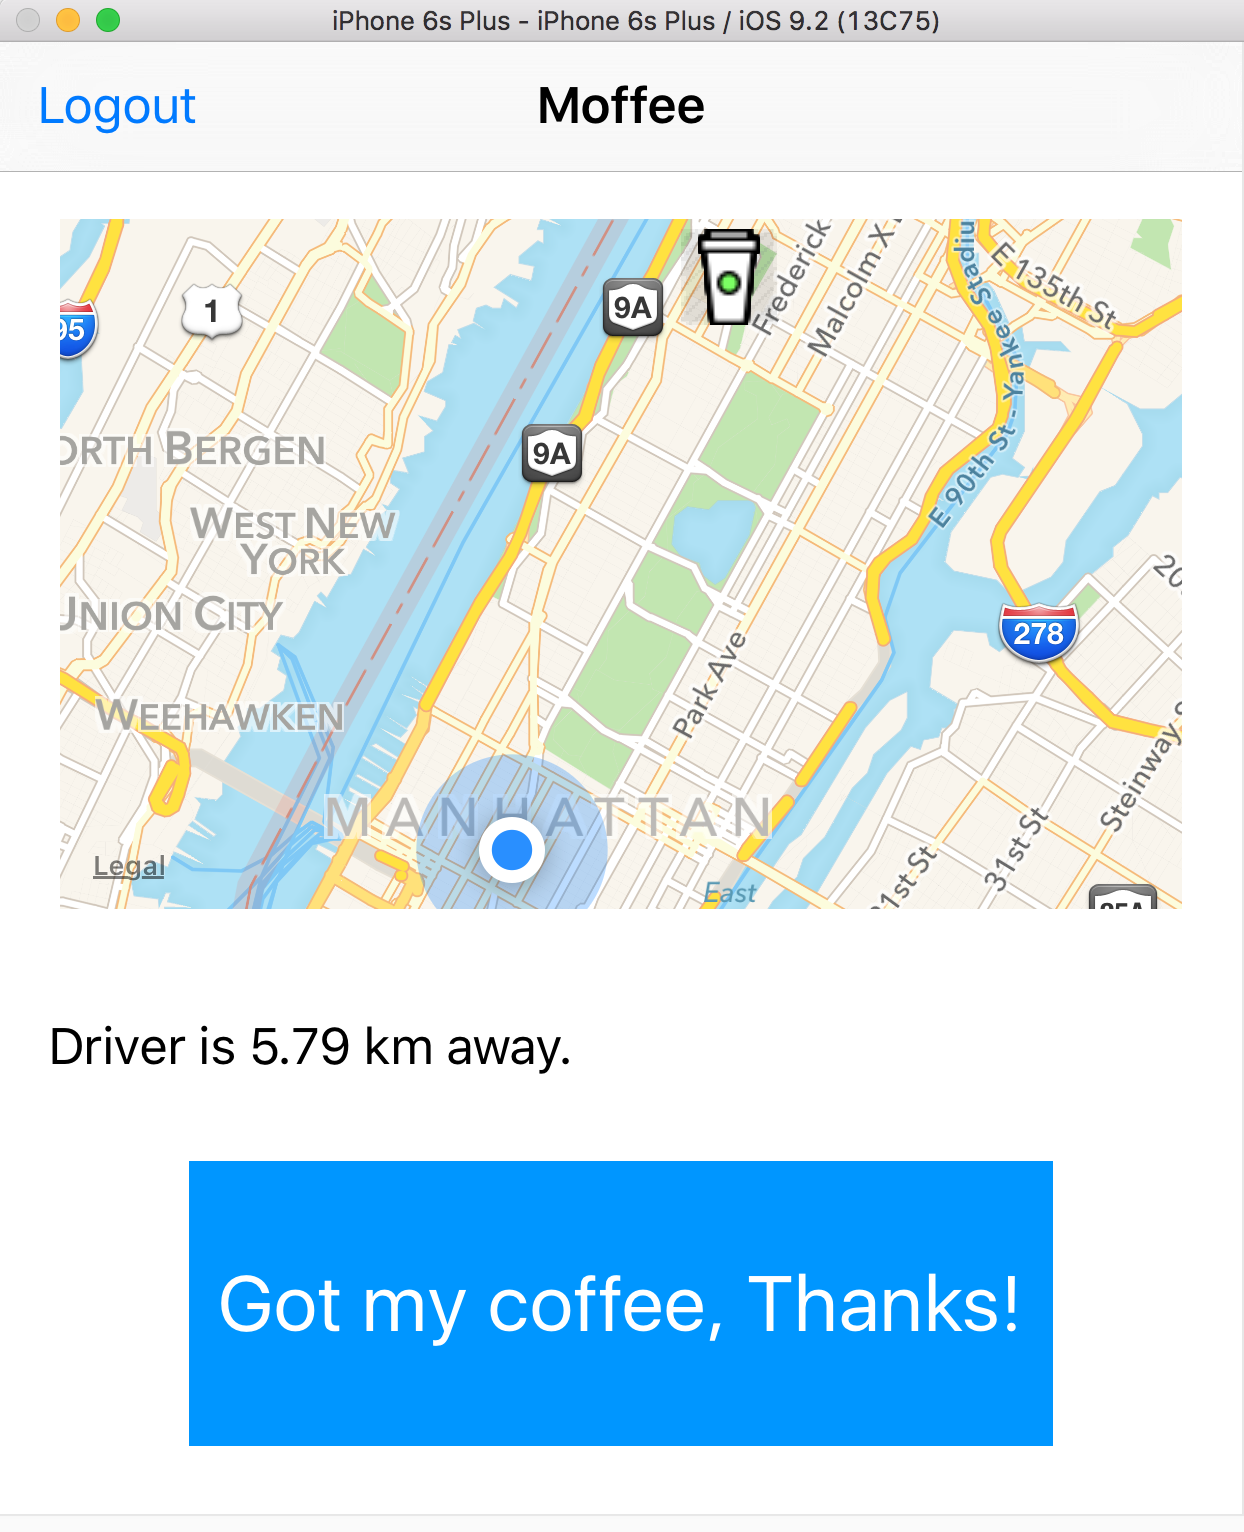 iPhone 6s Plus - iPhone 6s Plus / iOS 9.2 (13C75)
Logout
Moffee
Frederick
Malcolm X
E 135th St
E 90th St - Yankee Stadiu
9A
1
95
9A
ORTH BERGEN
WEST NEW
YORK
20
UNION CITY
278
Park Ave
WEEHAWKEN
Steinway S
MANHATTAN
31st St
21st St
Legal
East
25A
Driver is 5.79 km away.
Got my coffee, Thanks!